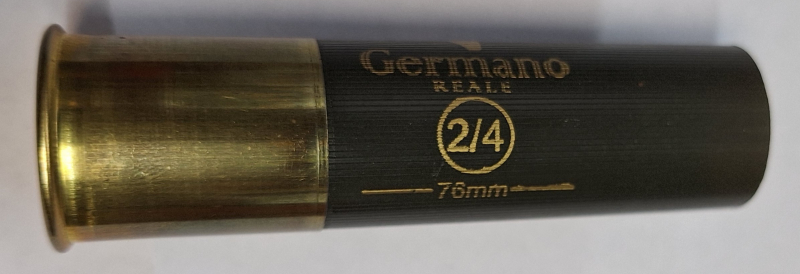 Germano
REALE
2/4
76mm